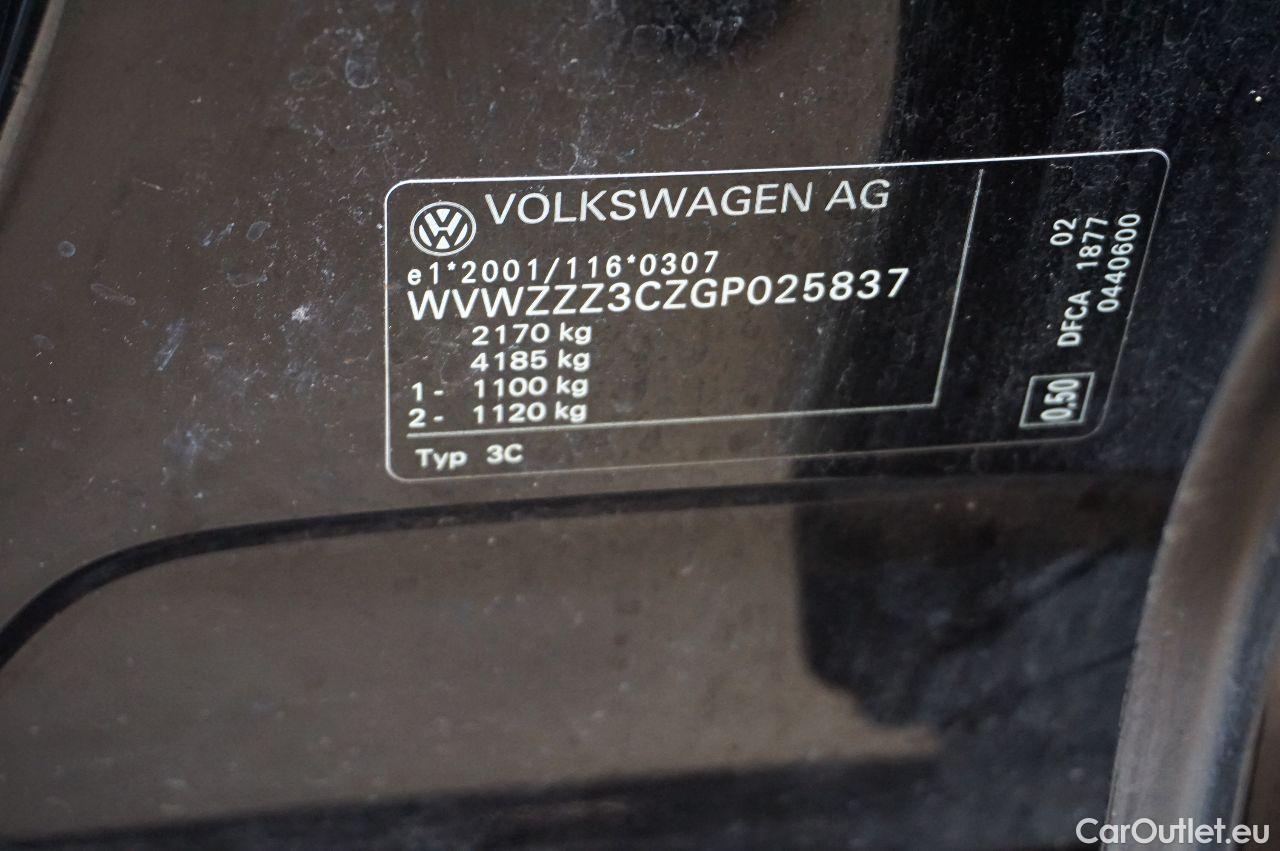 VOLKSWAGEN AG
e1*2001/116*0307
WVWZZZ3CZGP025837
2170 kg
4185 kg
1- 1100 kg
2- 1120 kg
Typ 3C
02
DFCA 1877
0440600
0,50
CarOutlet.eu